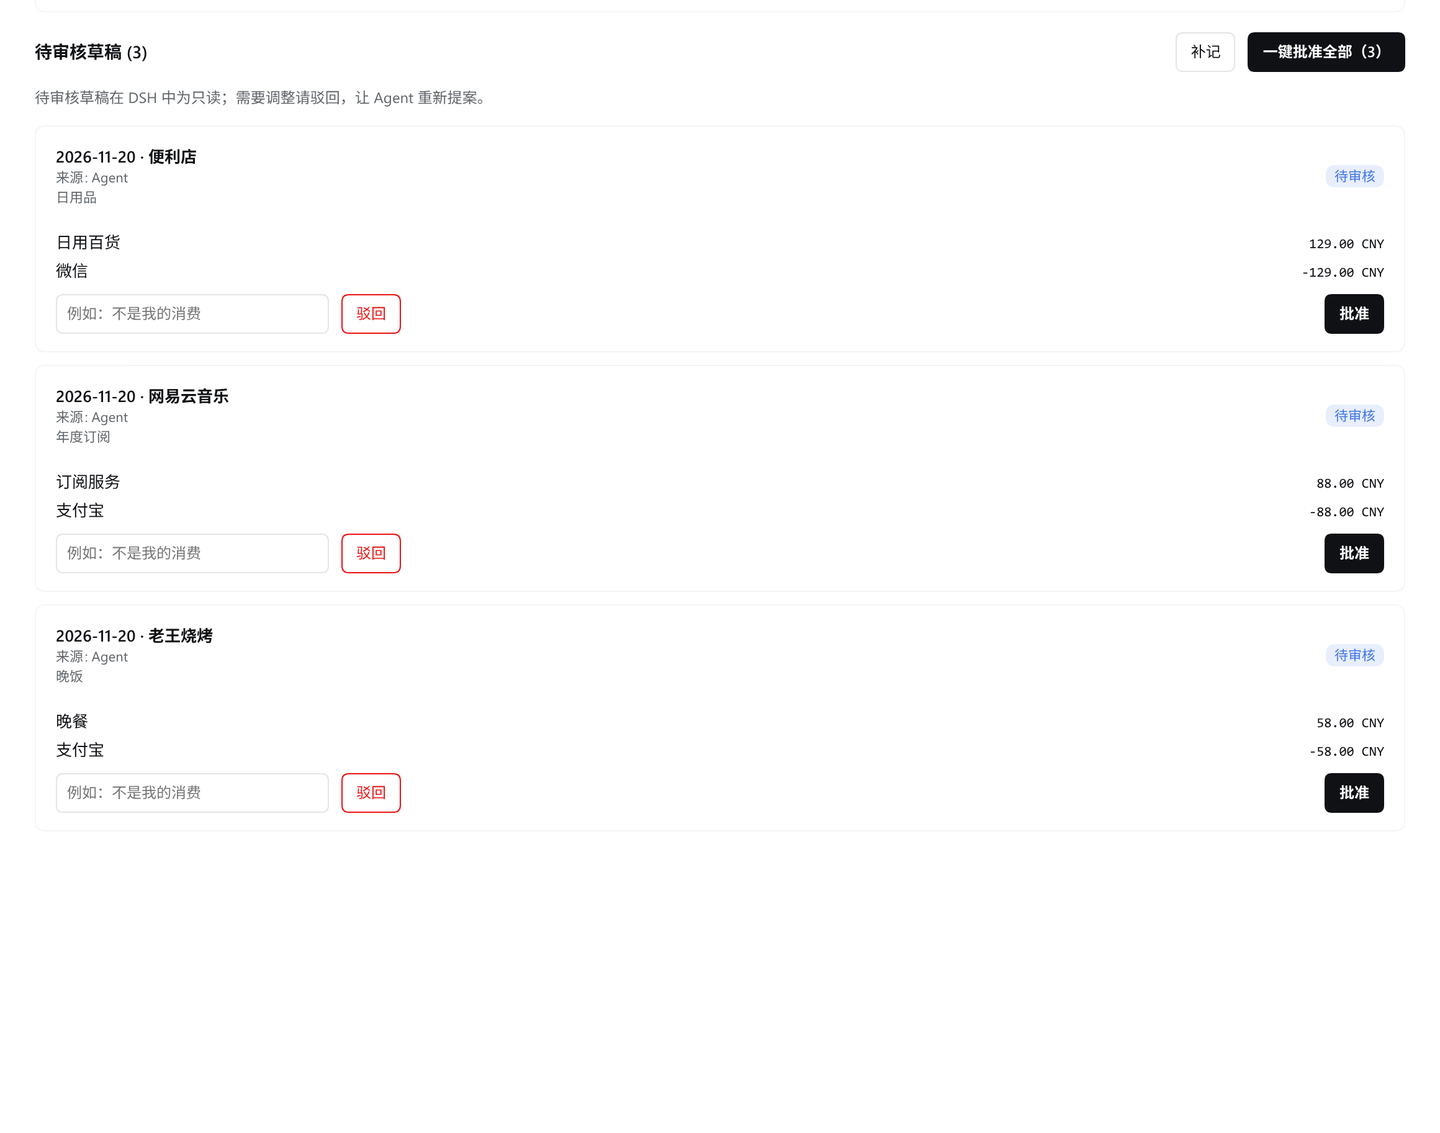 待审核草稿 (3)
补记
一键批准全部（3）
待审核草稿在 DSH 中为只读；需要调整请驳回，让 Agent 重新提案。
2026-11-20 · 便利店
来源: Agent
日用品
待审核
日用百货
129.00 CNY
微信
-129.00 CNY
例如：不是我的消费
驳回
批准
2026-11-20 · 网易云音乐
来源: Agent
年度订阅
待审核
订阅服务
88.00 CNY
支付宝
-88.00 CNY
例如：不是我的消费
驳回
批准
2026-11-20 · 老王烧烤
来源: Agent
晚饭
待审核
晚餐
58.00 CNY
支付宝
-58.00 CNY
例如：不是我的消费
驳回
批准